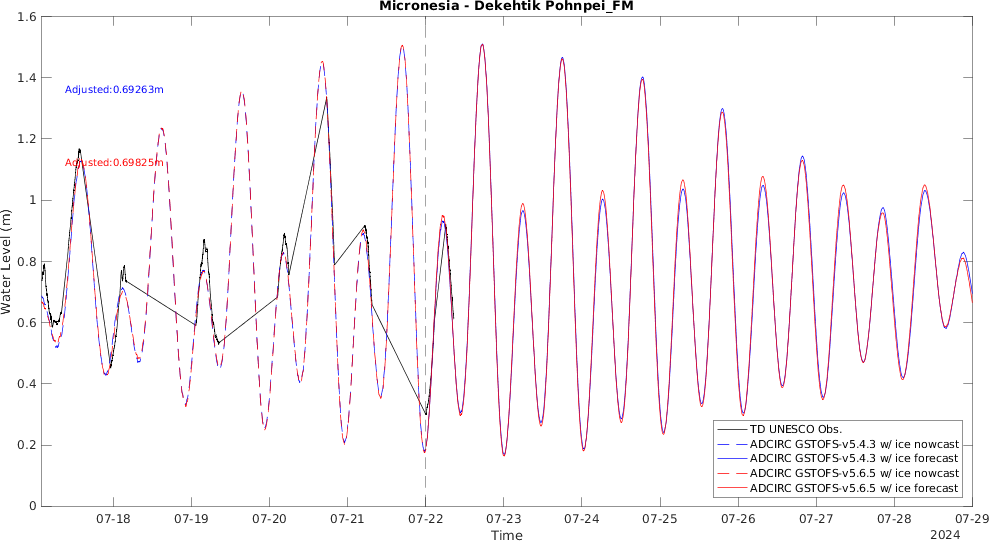 Micronesia - Dekehtik Pohnpei_FM
1.6
1.4
1.2
1
0.8
0.6
0.4
0.2
0
Water Level (m)
Adjusted:0.69263m
Adjusted:0.69825m
TD UNESCO Obs.
ADCIRC GSTOFS-v5.4.3 w/ ice nowcast
ADCIRC GSTOFS-v5.4.3 w/ ice forecast
ADCIRC GSTOFS-v5.6.5 w/ ice nowcast
ADCIRC GSTOFS-v5.6.5 w/ ice forecast
07-18 07-19 07-20 07-21 07-22 07-23 07-24 07-25 07-26 07-27 07-28 07-29
Time
2024